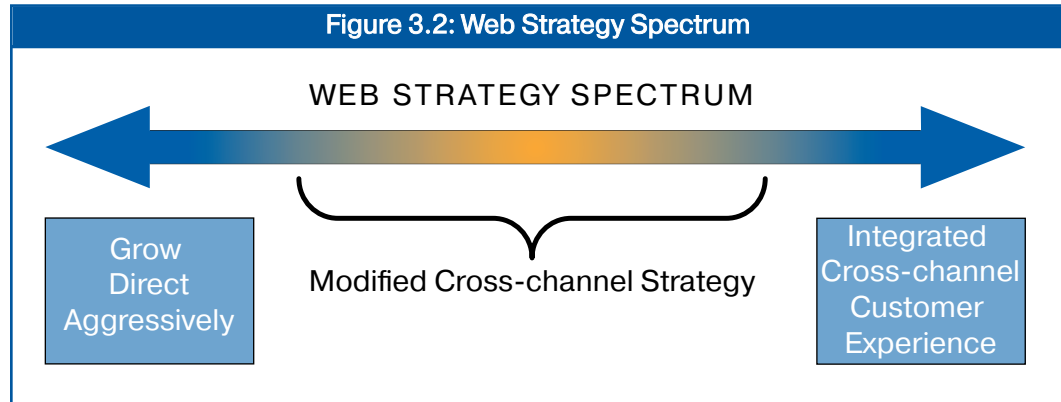 Figure 3.2: Web Strategy Spectrum
WEB STRATEGY SPECTRUM
Grow
Direct
Aggressively
Modified Cross-channel Strategy
Integrated
Cross-channel
Customer
Experience